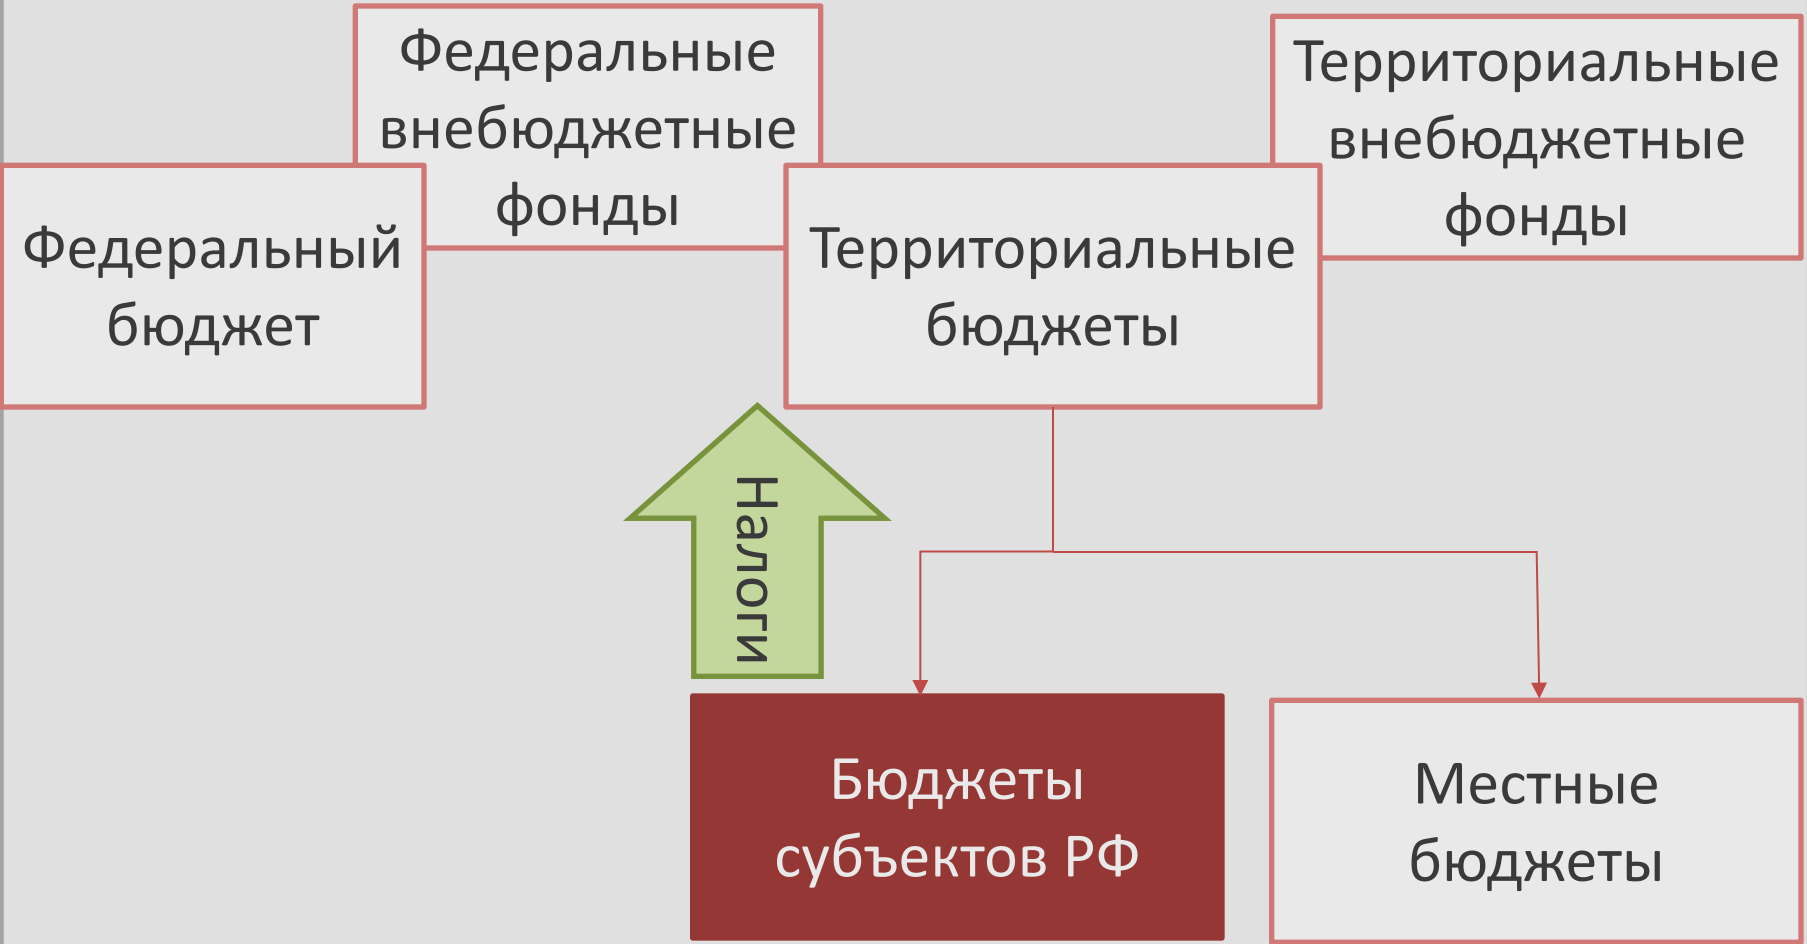 Федеральные
внебюджетные
фонды
Территориальные
внебюджетные
фонды
Федеральный
бюджет
Территориальные
бюджеты
Налоги
Бюджеты
субъектов РФ
Местные
бюджеты